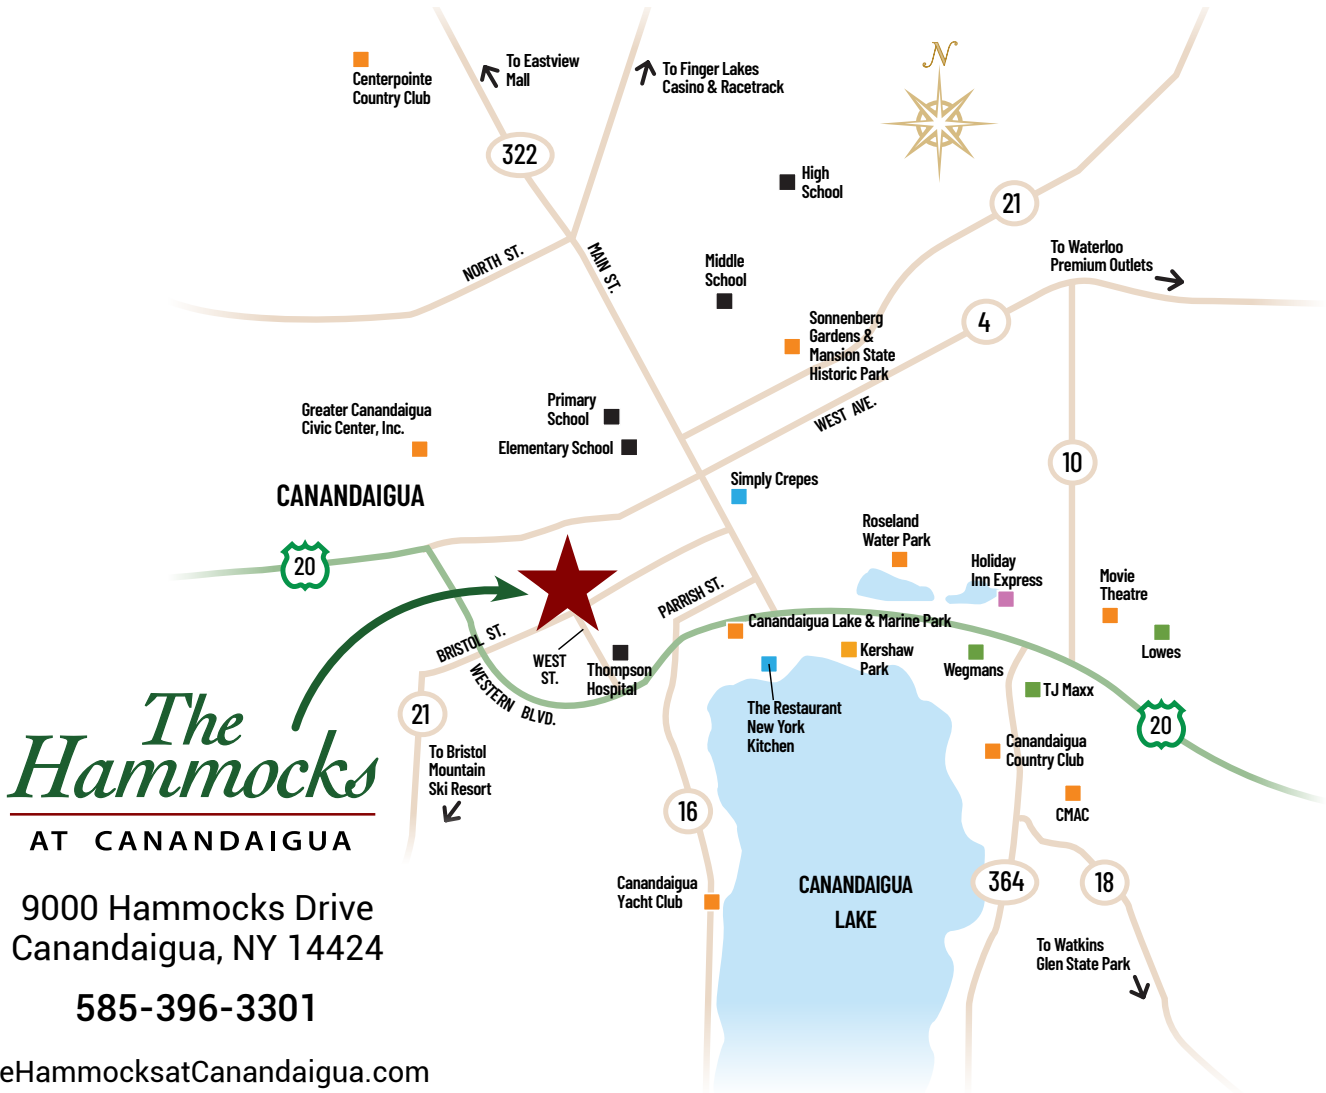 Centerpointe
Country Club
To Eastview
Mall
To Finger Lakes
Casino & Racetrack
N
322
High
School
21
NORTH ST.
MAIN ST.
Middle
School
To Waterloo
Premium Outlets
Sonnenberg
Gardens &
Mansion State
Historic Park
4
WEST AVE.
Greater Canandaigua
Civic Center, Inc.
Primary
School
Elementary School
10
CANANDAIGUA
Simply Crepes
Roseland
Water Park
20
Holiday
Inn Express
Movie
Theatre
PARRISH ST.
Canandaigua Lake & Marine Park
BRISTOL ST.
WEST
ST.
Thompson
Hospital
Kershaw
Park
Wegmans
Lowes
WESTERN BLVD.
TJ Maxx
21
The Restaurant
New York
Kitchen
20
The
Hammocks
AT CANANDAIGUA
To Bristol
Mountain
Ski Resort
Canandaigua
Country Club
CMAC
16
Canandaigua
Yacht Club
CANANDAIGUA
LAKE
364
18
To Watkins
Glen State Park
9000 Hammocks Drive
Canandaigua, NY 14424
585-396-3301
eHammocksatCanandaigua.com